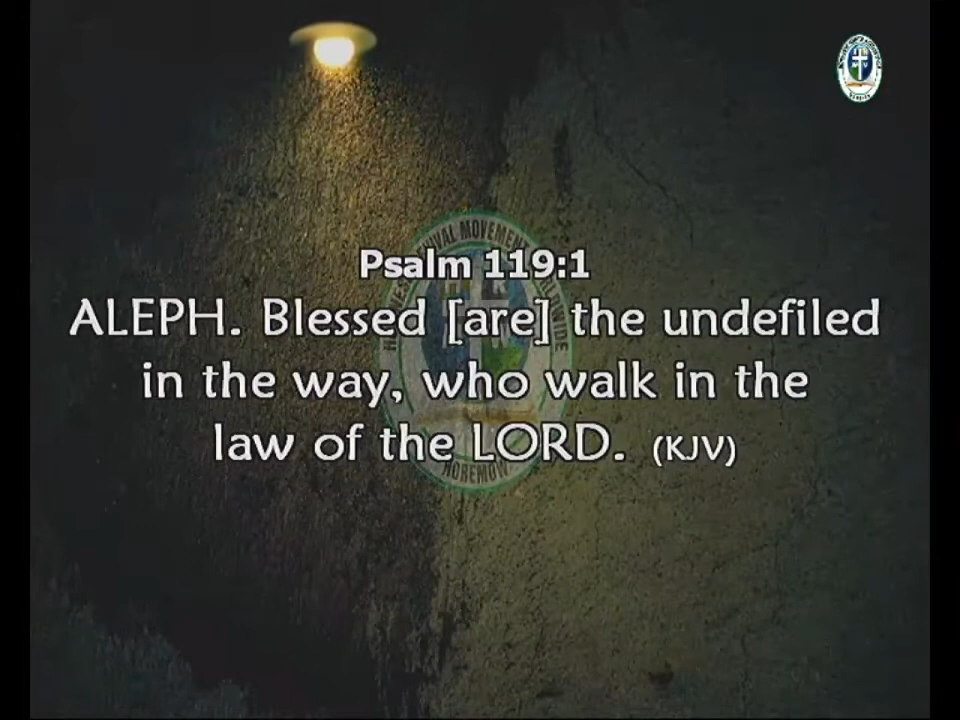 Psalm 119:1
ALEPH. Blessed [are] the undefiled
in the way, who walk in the
law of the LORD. (KJV)